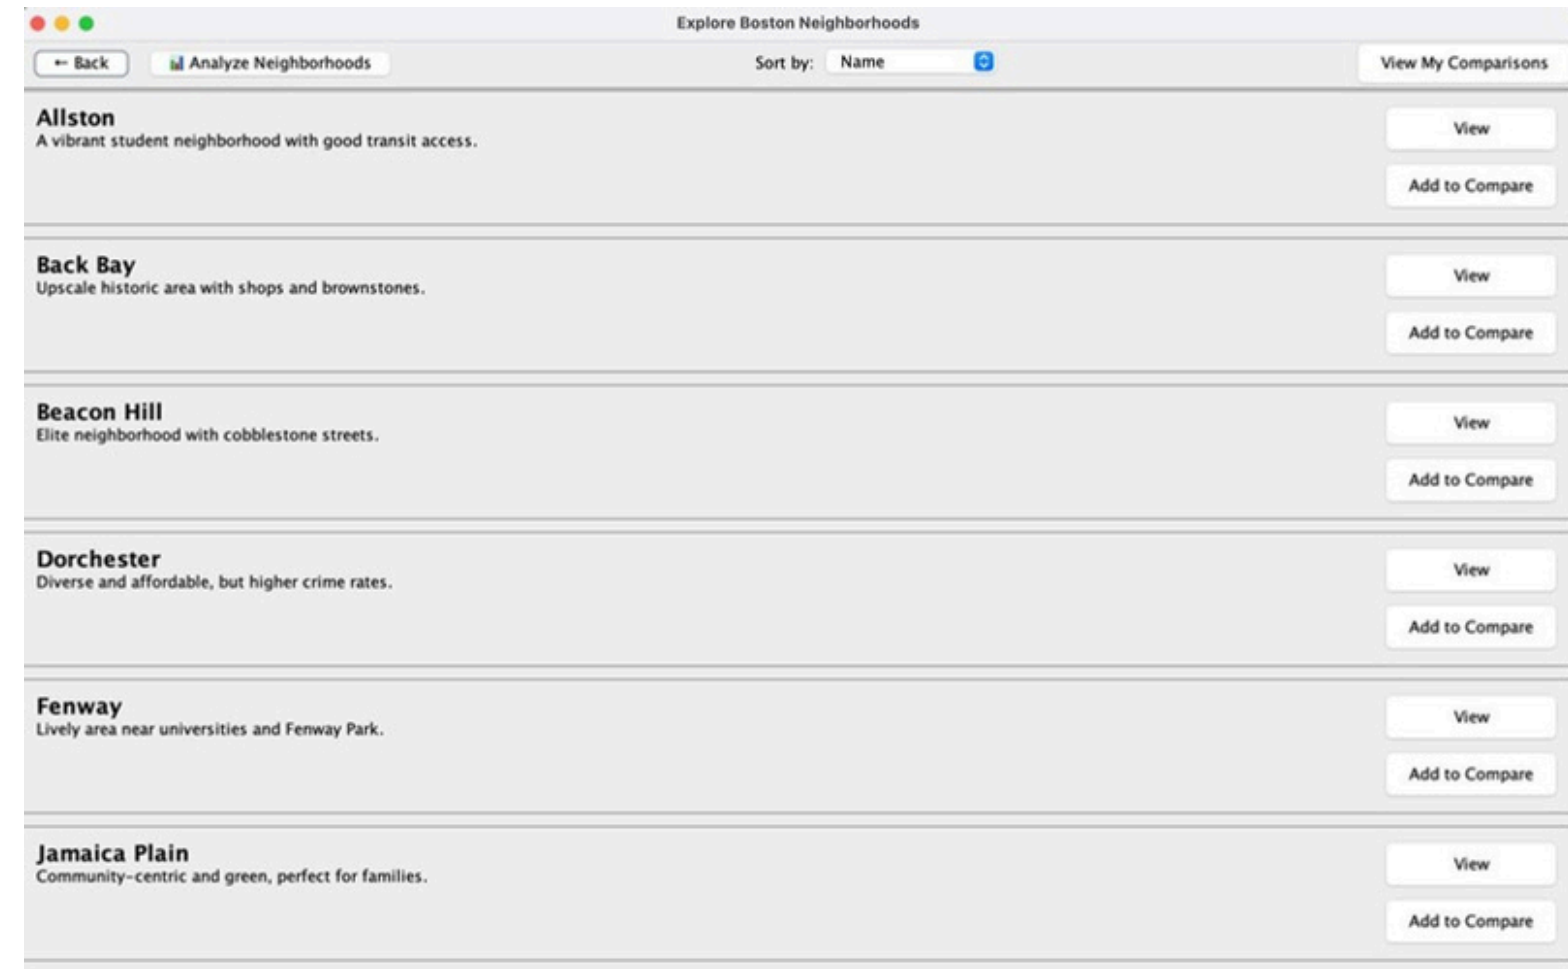 Explore Boston Neighborhoods
← Back Analyze Neighborhoods Sort by: Name View My Comparisons
Allston
A vibrant student neighborhood with good transit access.
View
Add to Compare
Back Bay
Upscale historic area with shops and brownstones.
View
Add to Compare
Beacon Hill
Elite neighborhood with cobblestone streets.
View
Add to Compare
Dorchester
Diverse and affordable, but higher crime rates.
View
Add to Compare
Fenway
Lively area near universities and Fenway Park.
View
Add to Compare
Jamaica Plain
Community-centric and green, perfect for families.
View
Add to Compare